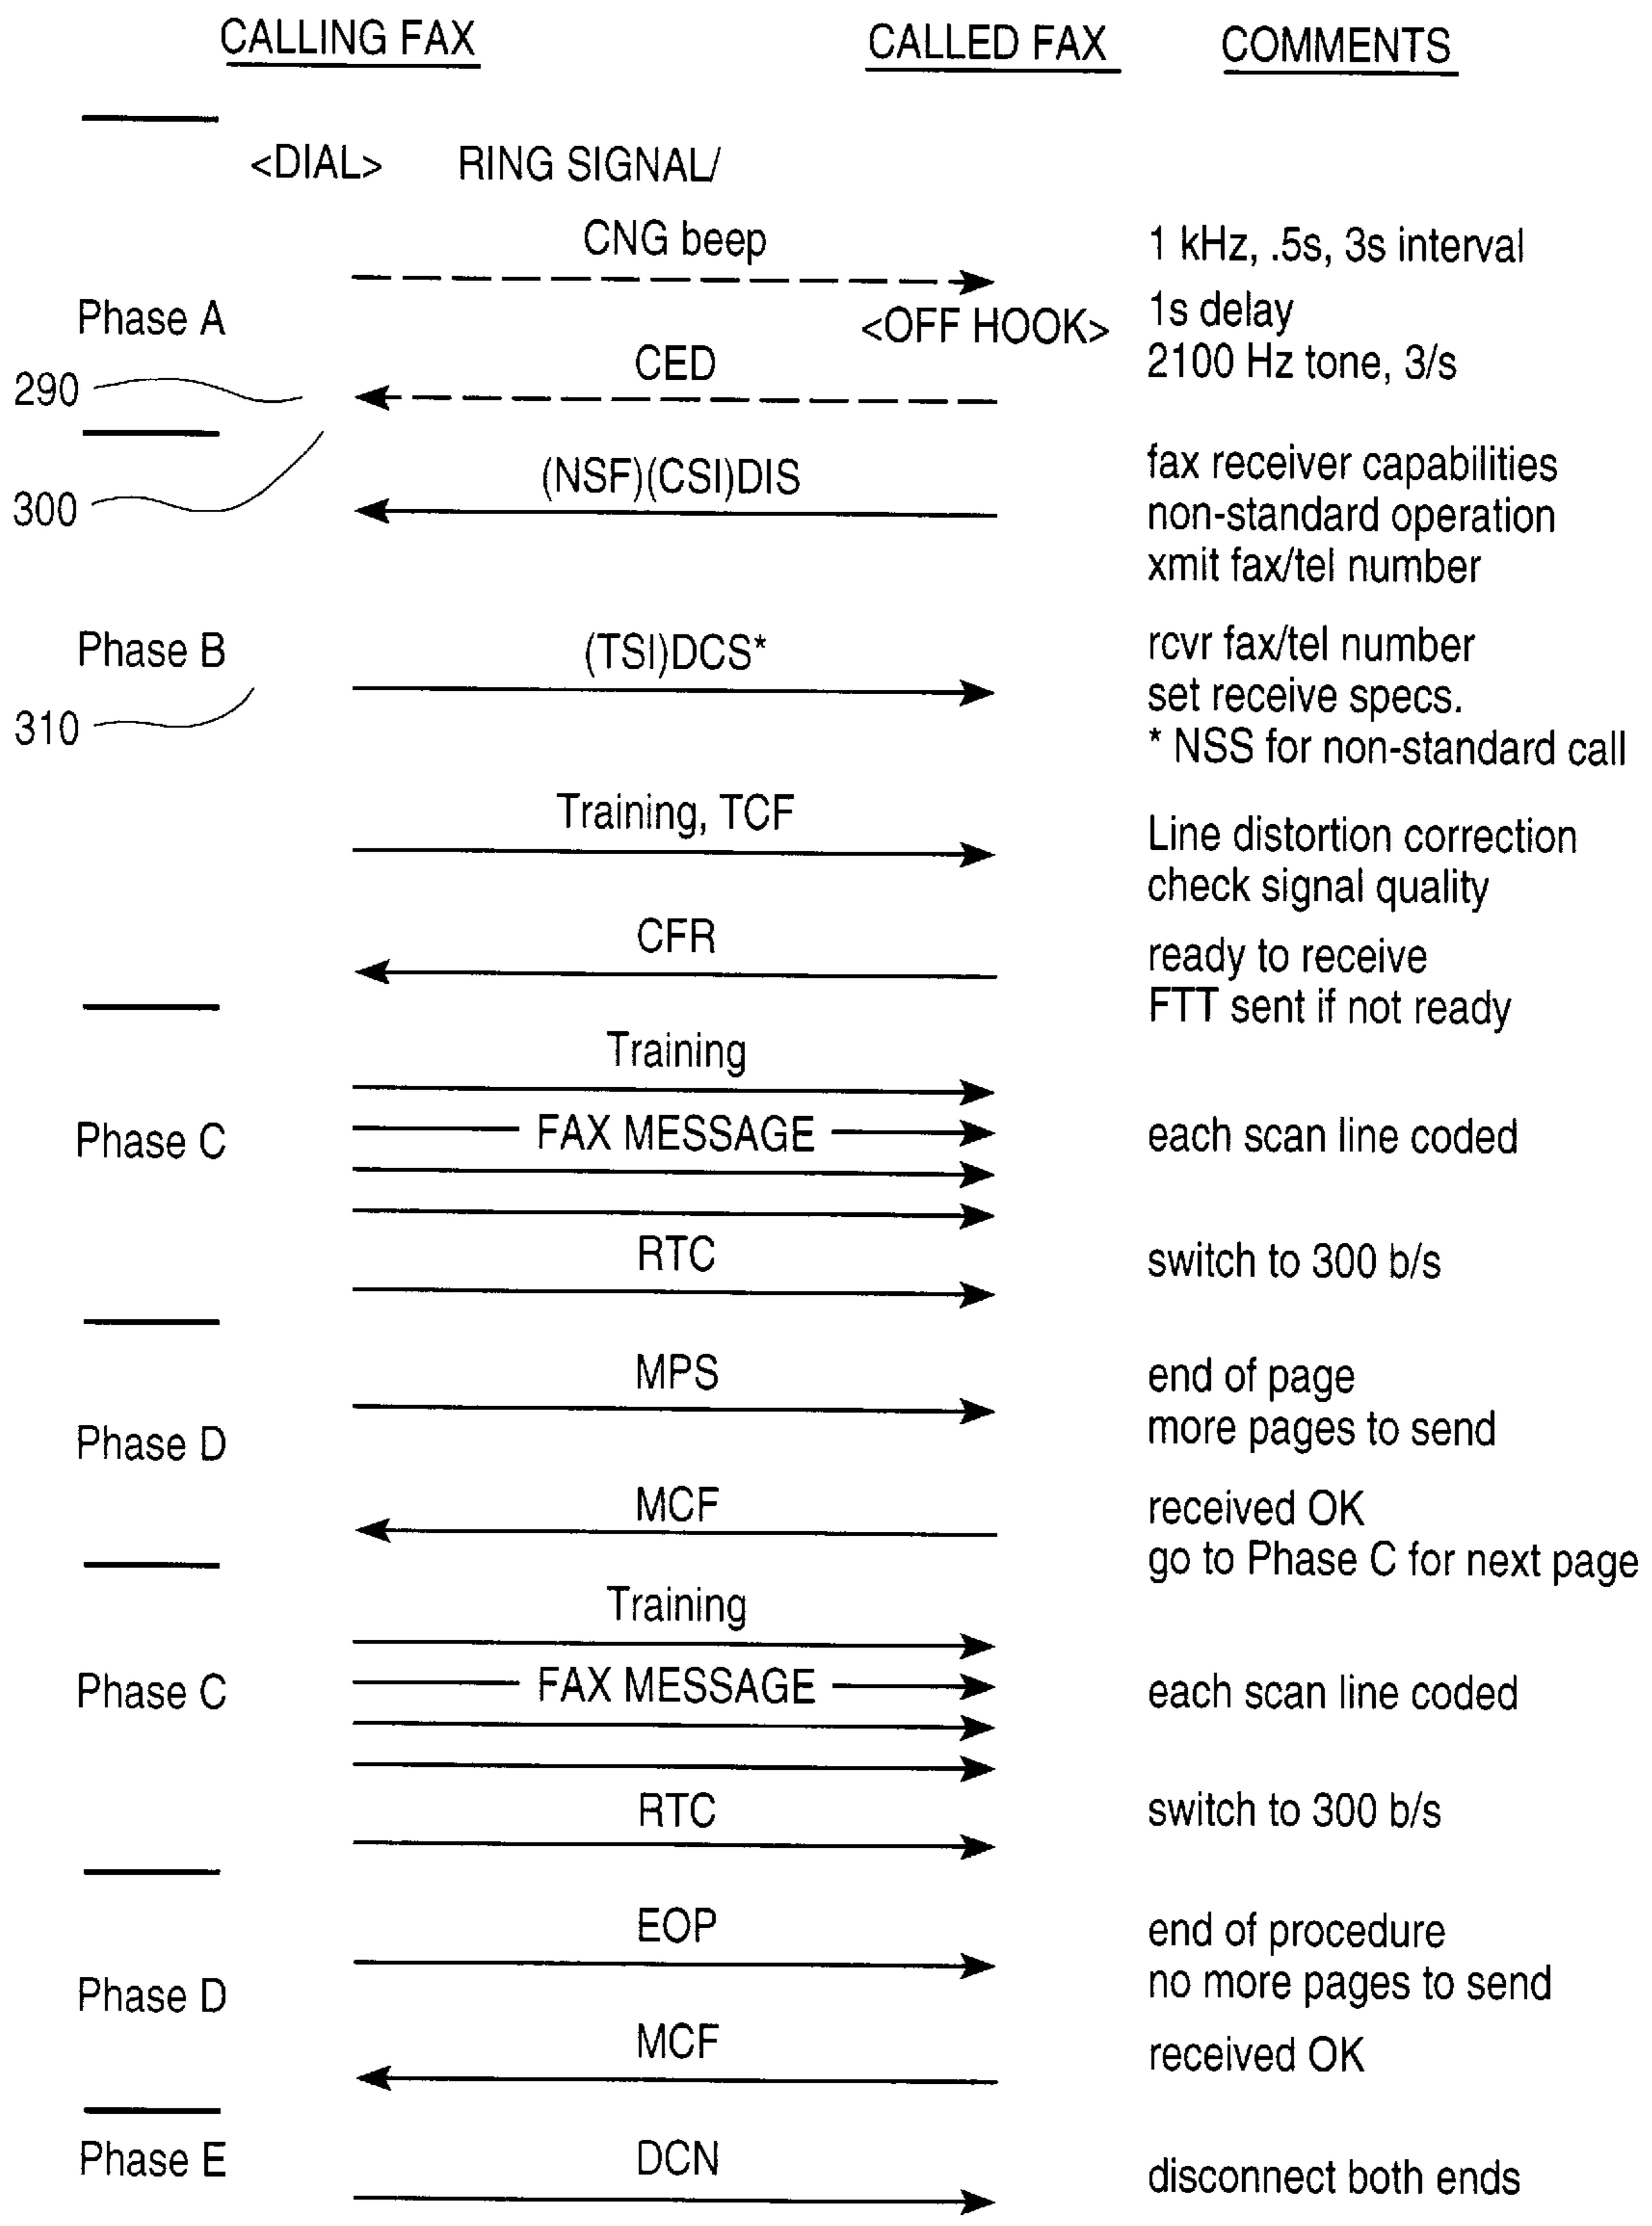 CALLING FAX CALLED FAX COMMENTS
<DIAL> RING SIGNAL/
CNG beep 1 kHz, .5s, 3s interval
Phase A <OFF HOOK> 1s delay
CED 2100 Hz tone, 3/s
290
(NSF)(CSI)DIS fax receiver capabilities
300 non-standard operation
xmit fax/tel number
Phase B (TSI)DCS* rcvr fax/tel number
set receive specs.
310 * NSS for non-standard call
Training, TCF Line distortion correction
check signal quality
CFR ready to receive
FTT sent if not ready
Training
Phase C FAX MESSAGE each scan line coded
RTC switch to 300 b/s
MPS end of page
Phase D more pages to send
MCF received OK
go to Phase C for next page
Training
Phase C FAX MESSAGE each scan line coded
RTC switch to 300 b/s
EOP end of procedure
Phase D no more pages to send
MCF received OK
Phase E DCN disconnect both ends